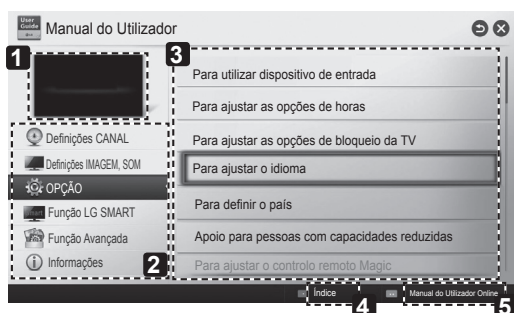 User
Guide
Manual do Utilizador
1
3
Para utilizar dispositivo de entrada
Para ajustar as opções de horas
Para ajustar as opções de bloqueio da TV
Para ajustar o idioma
Para definir o país
Apoio para pessoas com capacidades reduzidas
Para ajustar o controlo remoto Magic
Definições CANAL
Definições IMAGEM, SOM
OPÇÃO
Função LG SMART
Função Avançada
Informações
2
Índice
4
Manual do Utilizador Online
5